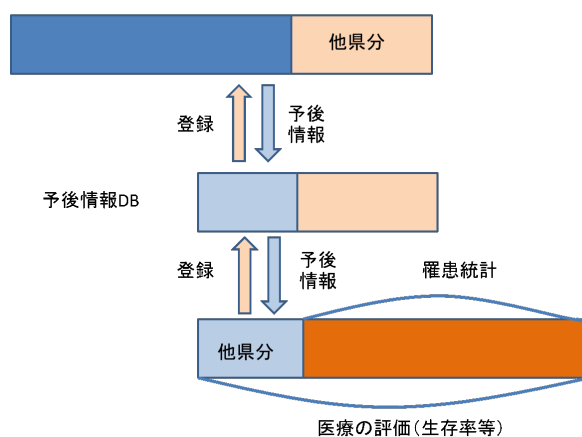 他県分
登録
予後
情報
予後情報DB
登録
予後
情報
罹患統計
他県分
医療の評価(生存率等)